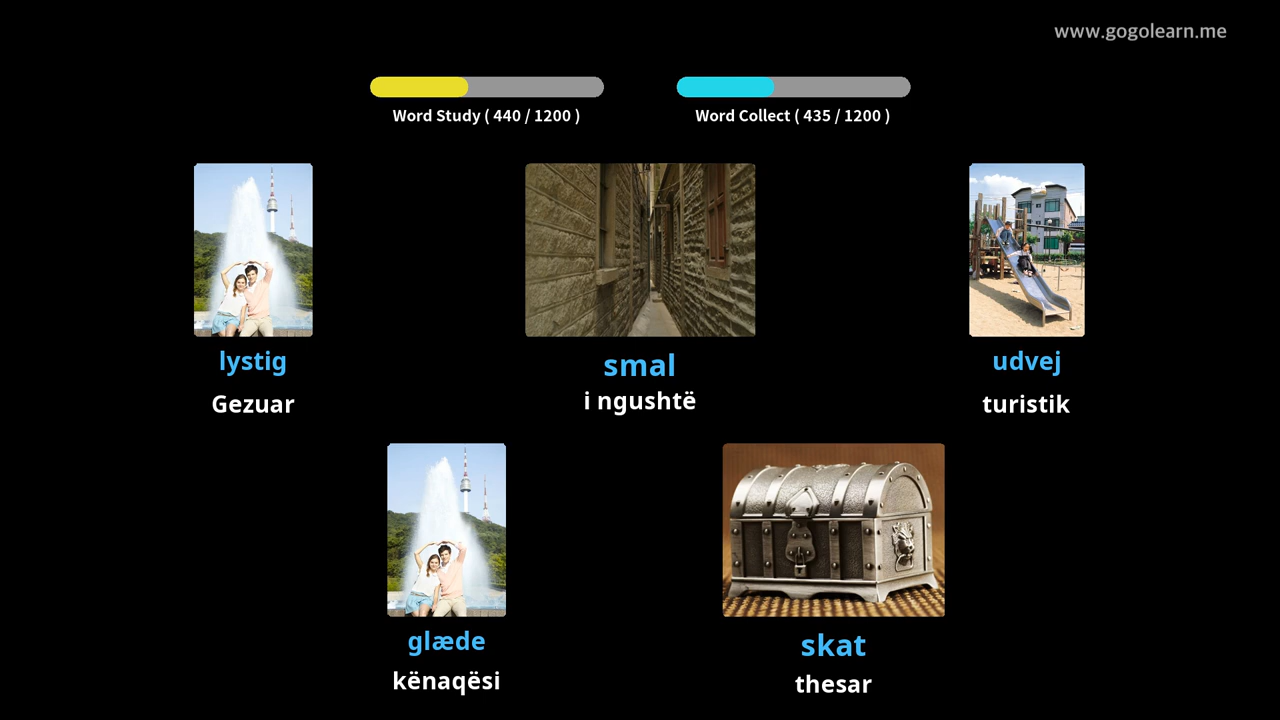 www.gogolearn.me
Word Study ( 440 / 1200 )
Word Collect ( 435 / 1200 )
lystig
Gezuar
smal
i ngushtë
udvej
turistik
glæde
kënaqësi
skat
thesar